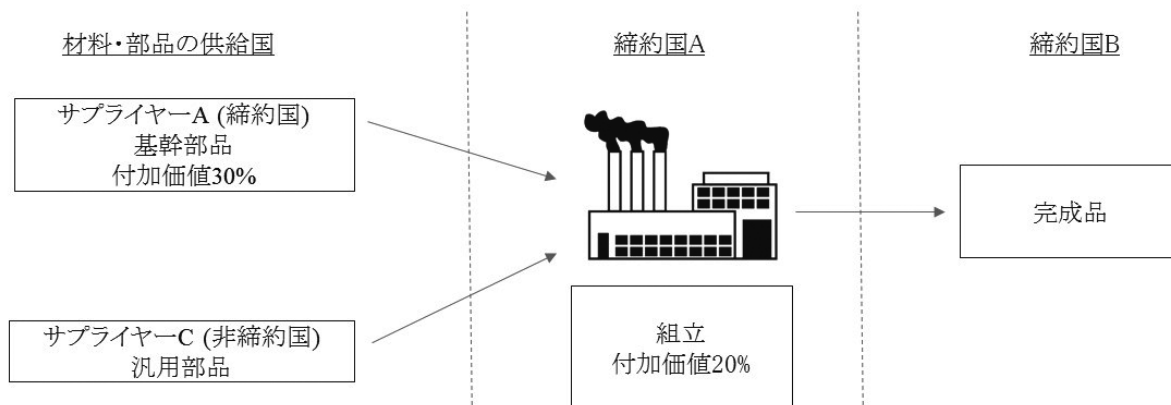 材料・部品の供給国
サプライヤーA (締約国)
基幹部品
付加価値30%
サプライヤーC (非締約国)
汎用部品
締約国A
組立
付加価値20%
締約国B
完成品